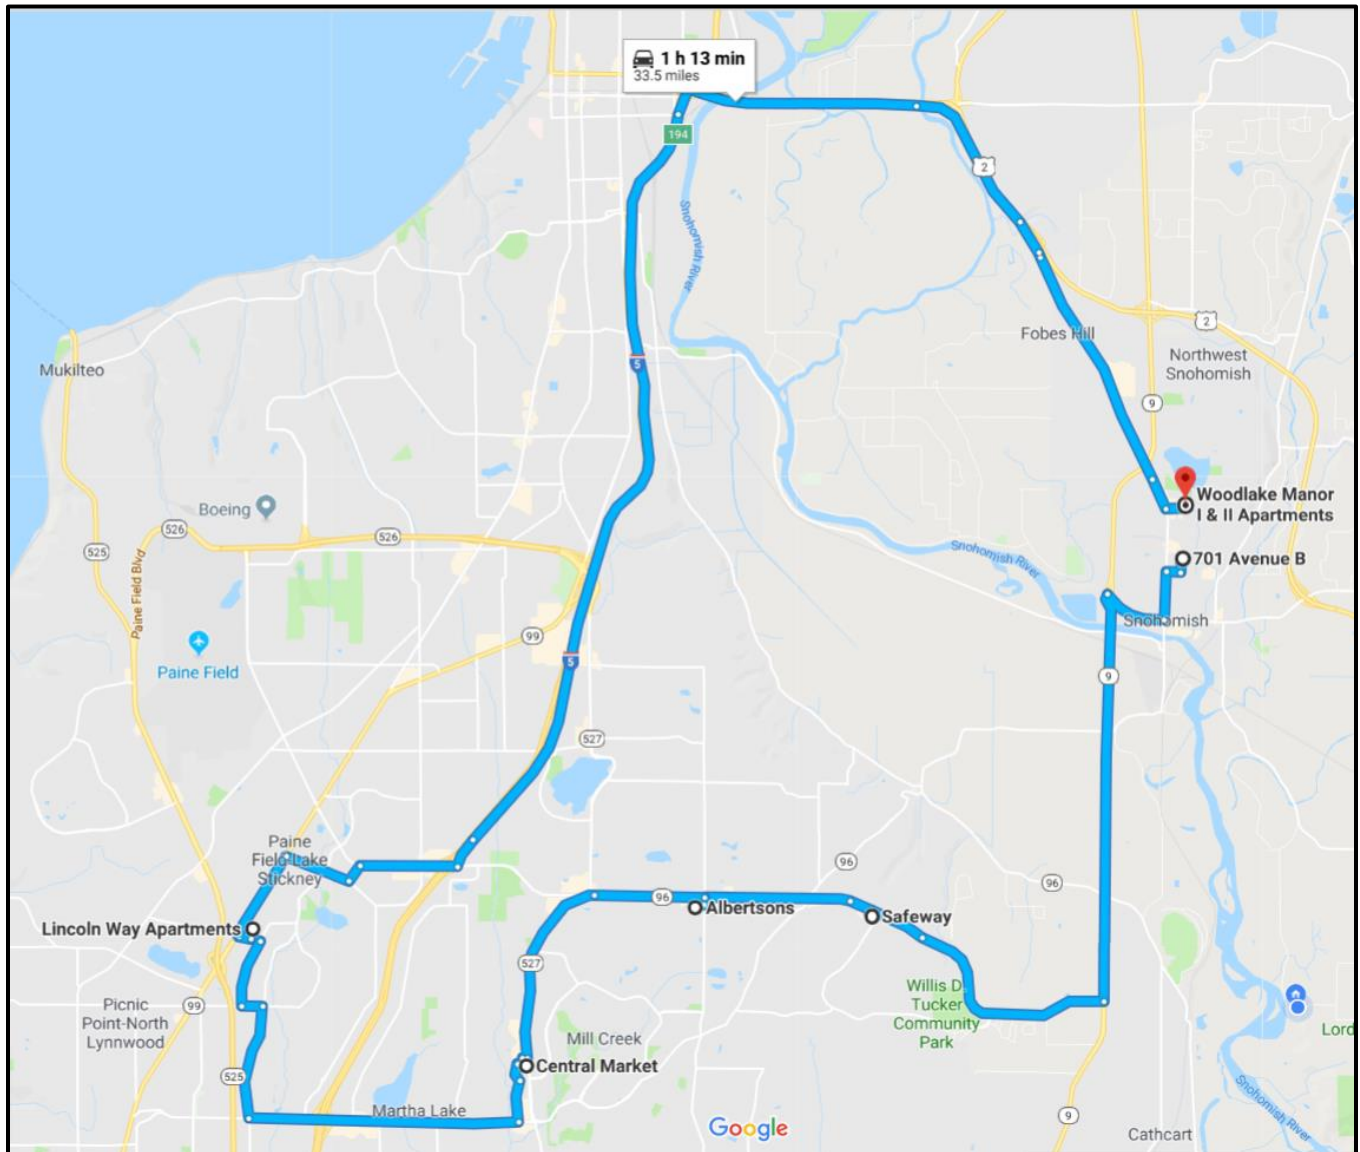 1 h 13 min
33.5 miles
194
2
Snohomish River
Fobes Hill
2
Northwest
Snohomish
Mukilteo
5
9
Woodlake Manor
I & II Apartments
Boeing
526
526
525
Paine Field Blvd
Snohomish River
701 Avenue B
Snohomish
99
Paine Field
5
9
527
Paine
Field-Lake
Stickney
96
96
96
Albertsons
Safeway
Lincoln Way Apartments
527
Picnic
Point-North
Lynnwood
99
Willis D.
Tucker
Community
Park
Lord
Mill Creek
Central Market
525
Martha Lake
Google
9
Cathcart
Snohomish River